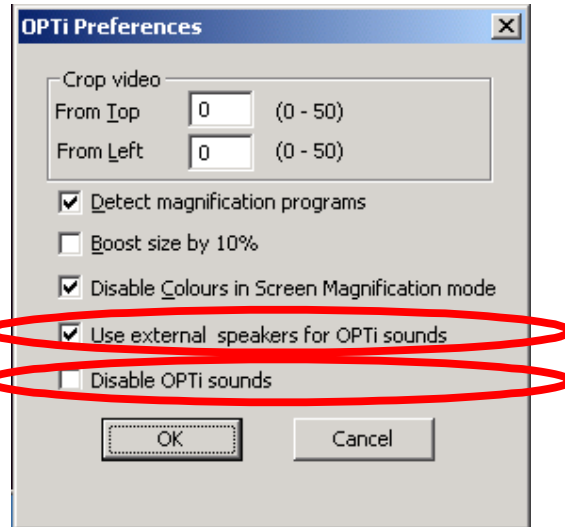 OPTi Preferences
Crop video
From Top 0 (0 - 50)
From Left 0 (0 - 50)
Detect magnification programs
Boost size by 10%
Disable Colours in Screen Magnification mode
Use external speakers for OPTi sounds
Disable OPTi sounds
OK Cancel